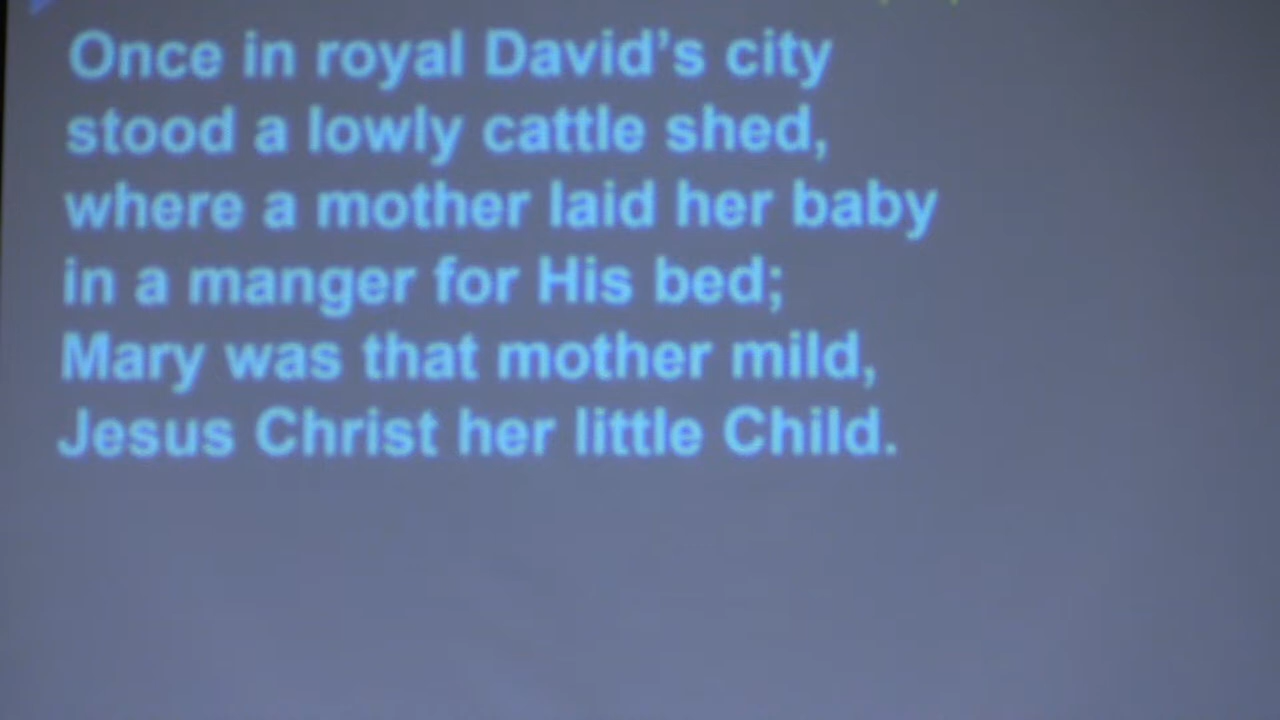 Once in royal David’s city
stood a lowly cattle shed,
where a mother laid her baby
in a manger for His bed;
Mary was that mother mild,
Jesus Christ her little Child.